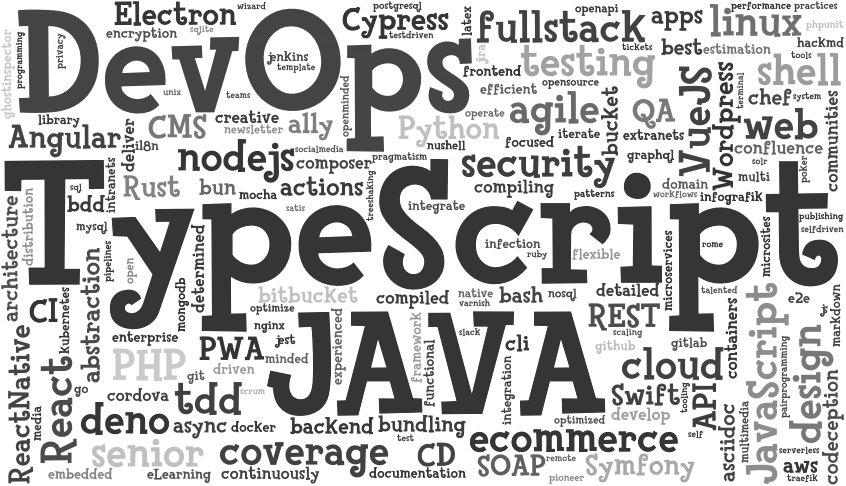 Electron
wizard
postgresql
Cypress
testdriven
latex
openapi
fullstack
apps
linux
performance
practices
phpunit
ghostinspector
programming
privacy
DevOps
encryption
sqlite
jenkins
template
jira
tickets
best
estimation
hackmd
tools
testing
frontend
opensource
shell
unix
teams
openminded
efficient
bucket
QA
VueJS
Wordpress
terminal
chef
system
library
CMS
creative
newsletter
ally
Python
operate
agile
iterate
extranets
web
communities
Angular
deliver
i18n
nodejs
socialmedia
composer
pragmatism
nushell
focused
security
graphql
confluence
solr
multi
poker
sql
bdd
intranets
Rust
bun
mocha
actions
treeshaking
compiling
patterns
domain
workflows
infografik
distribution
TypeScript
satis
integrate
publishing
selfdriven
mysql
architecture
open
pipelines
determined
infection
ruby
flexible
microservices
rome
microsites
CI
Kubernetes
abstraction
mongodb
bitbucket
compiled
native
varnish
bash
nosql
detailed
talented
e2e
markdown
optimize
nginx
experienced
JAVA
framework
functional
slack
cli
REST
scaling
github
gitlab
containers
JavaScript
enterprise
PHP
PWA
jest
minded
git
driven
cloud
pairprogramming
design
ReactNative
media
React
go
cordova
tdd
scrum
integration
Swift
develop
tooling
API
deno
async
docker
backend
bundling
test
optimized
self
asciidoc
multimedia
codeception
senior
coverage
CD
ecommerce
SOAP
remote
pioneer
Symfony
serverless
aws
traefik
embedded
eLearning
continuously
documentation